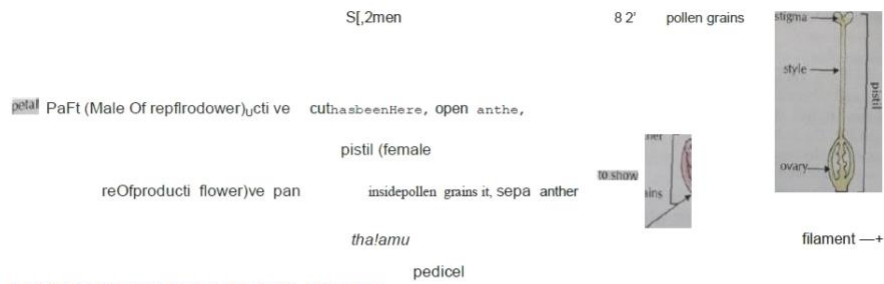 S[,2men 8 2' pollen grains stigma
style
pistil
petal PaFt (Male Of repflrodower)ucti ve cuthasbeenHere, open anthe,
pistil (female
ovary
to show
reOfproducti flower)ve pan insidepollen grains it, sepa anther
ains
tha!amu filament —+
pedicel